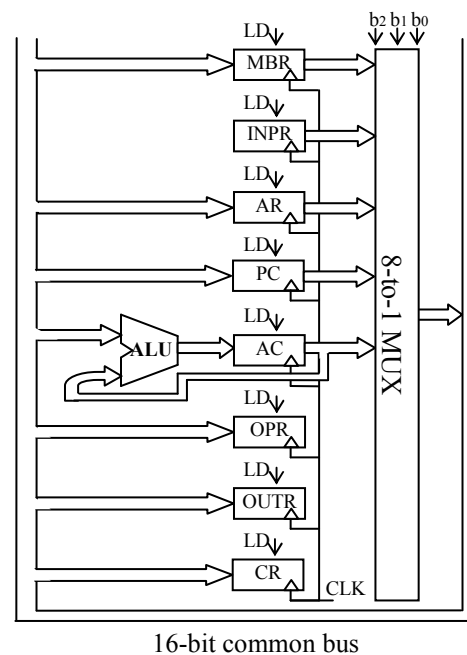 b2 b1 b0
LD
MBR
LD
INPR
LD
AR
LD
PC
LD
ALU
AC
8-to-1 MUX
LD
OPR
LD
OUTR
LD
CR
CLK
16-bit common bus